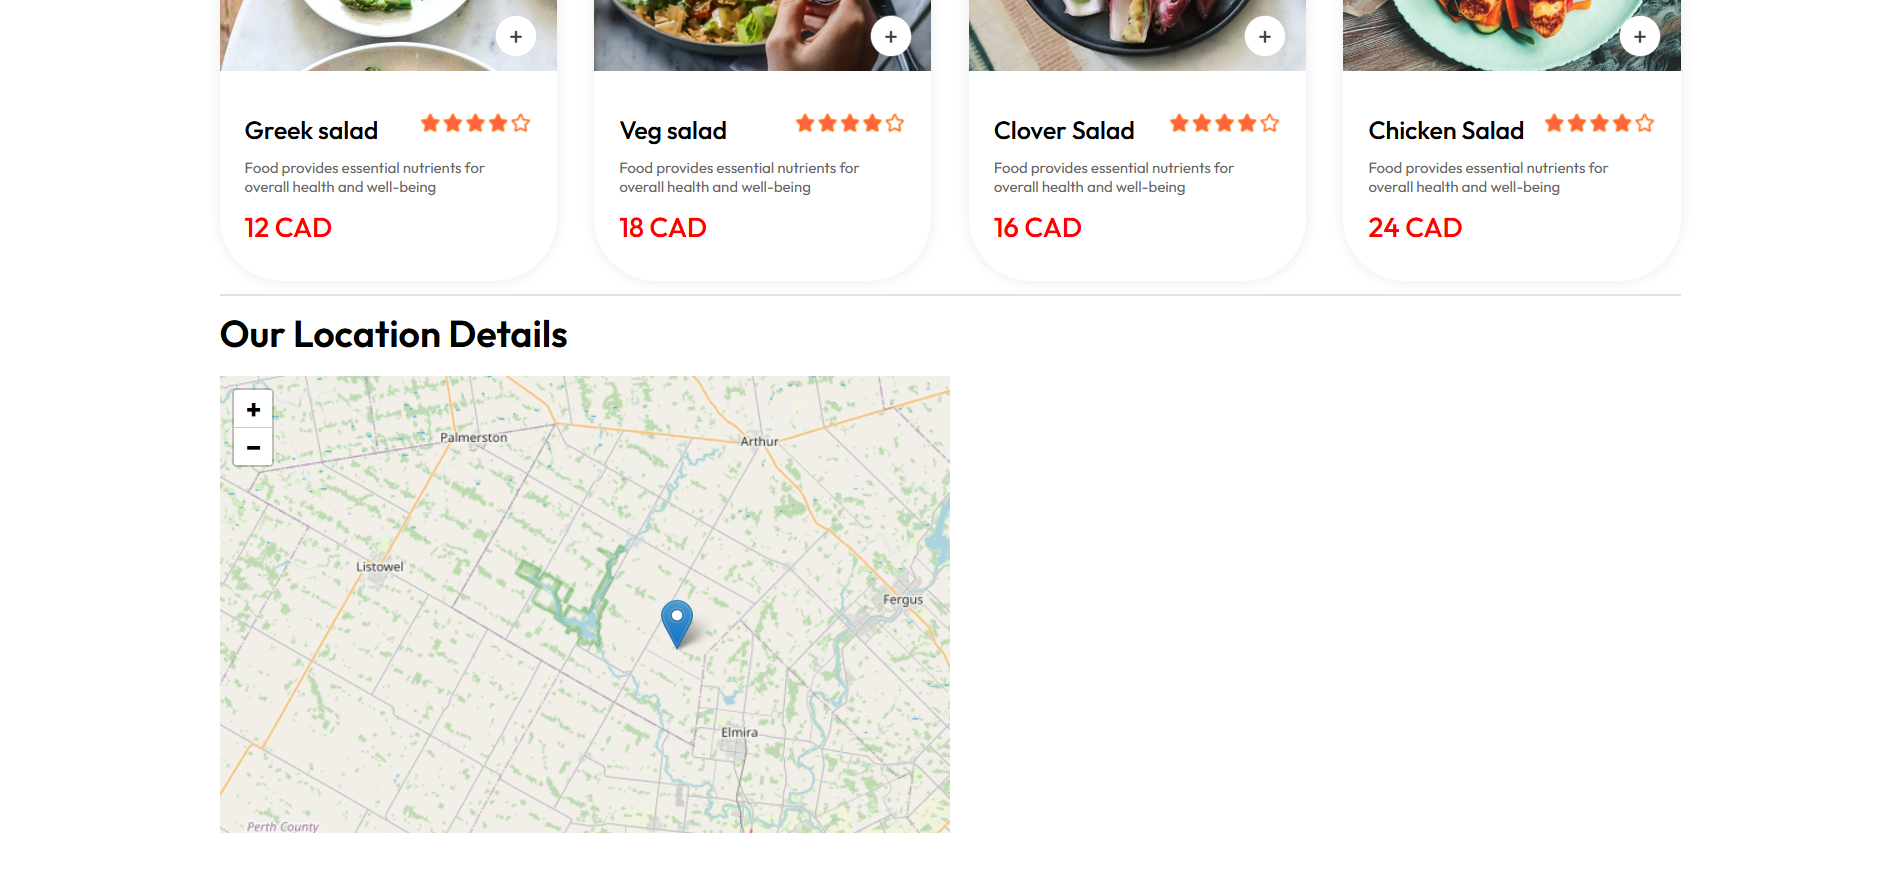 + + + +
Greek salad Veg salad Clover Salad Chicken Salad
Food provides essential nutrients for Food provides essential nutrients for Food provides essential nutrients for Food provides essential nutrients for
overall health and well-being overall health and well-being overall health and well-being overall health and well-being
12 CAD 18 CAD 16 CAD 24 CAD
Our Location Details
+
−
Palmerston
Arthur
Listowel
Fergus
Elmira
Perth County